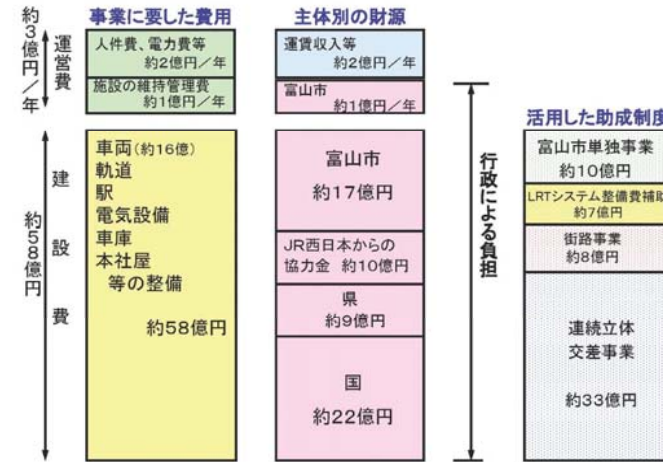 事業に要した費用
主体別の財源
約3億円/年
運営費
人件費、電力費等
約2億円/年
施設の維持管理費
約1億円/年
運賃収入等
約2億円/年
富山市
約1億円/年
約58億円
建設費
車両(約16億)
軌道
駅
電気設備
車庫
本社屋
等の整備
約58億円
富山市
約17億円
JR西日本からの
協力金 約10億円
県
約9億円
国
約22億円
行政による負担
活用した助成制度
富山市単独事業
約10億円
LRTシステム整備費補助
約7億円
街路事業
約8億円
連続立体
交差事業
約33億円